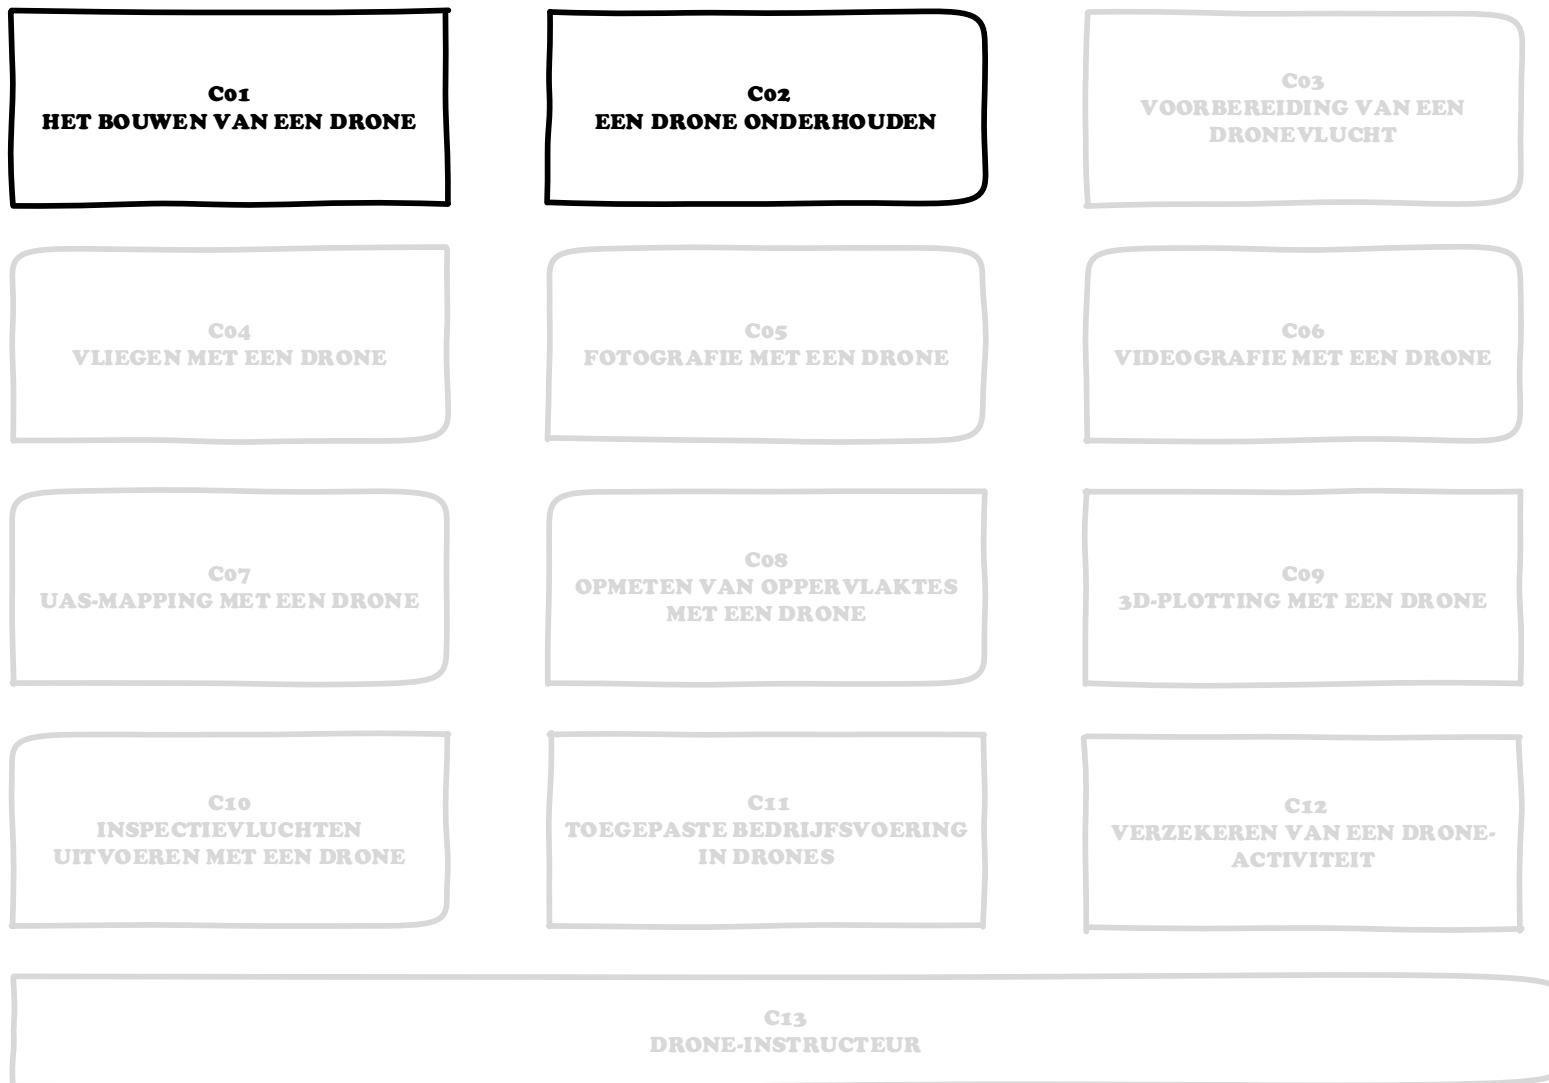 C01
HET BOUWEN VAN EEN DRONE
C02
EEN DRONE ONDERHOUDEN
C03
VOORBEREIDING VAN EEN
DRONEVLUCHT
C04
VLIEGEN MET EEN DRONE
C05
FOTOGRAFIE MET EEN DRONE
C06
VIDEOGRAFIE MET EEN DRONE
C07
UAS-MAPPING MET EEN DRONE
C08
OPMETEN VAN OPPERVLAKTES
MET EEN DRONE
C09
3D-PLOTTING MET EEN DRONE
C10
INSPECTIEVLUCHTEN
UITVOEREN MET EEN DRONE
C11
TOEGEPASTE BEDRIJFSVOERING
IN DRONES
C12
VERZEKEREN VAN EEN DRONE-
ACTIVITEIT
C13
DRONE-INSTRUCTEUR